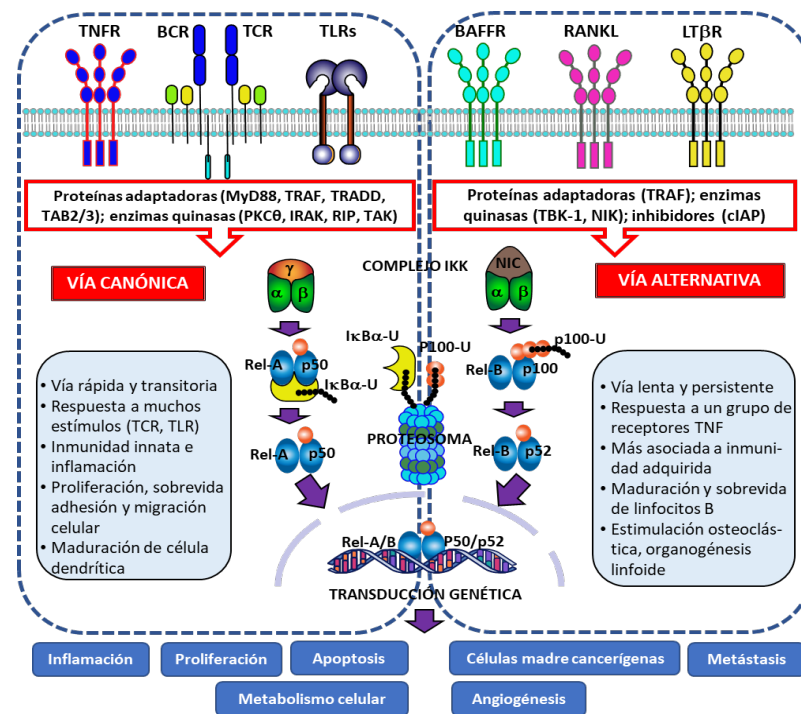 TNFR
BCR
TCR
TLRs
BAFFR
RANKL
LTβR
Proteínas adaptadoras (MyD88, TRAF, TRADD,
TAB2/3); enzimas quinasas (PKCθ, IRAK, RIP, TAK)
Proteínas adaptadoras (TRAF); enzimas
quinasas (TBK-1, NIK); inhibidores (cIAP)
VÍA CANÓNICA
COMPLEJO IKK
VÍA ALTERNATIVA
γ
α
β
NIC
α
β
Rel-A
p50
IκBα-U
IκBα-U
P100-U
p100-U
Rel-B
p100
Rel-A
p50
PROTEOSOMA
Rel-B
p52
• Vía rápida y transitoria
• Respuesta a muchos
estímulos (TCR, TLR)
• Inmunidad innata e
inflamación
• Proliferación, sobrevida
adhesión y migración
celular
• Maduración de célula
dendrítica
• Vía lenta y persistente
• Respuesta a un grupo de
receptores TNF
• Más asociada a inmuni-
dad adquirida
• Maduración y sobrevida
de linfocitos B
• Estimulación osteoclás-
tica, organogénesis
linfoide
Rel-A/B
P50/p52
TRANSDUCCIÓN GENÉTICA
Inflamación
Proliferación
Apoptosis
Células madre cancerígenas
Metástasis
Metabolismo celular
Angiogénesis